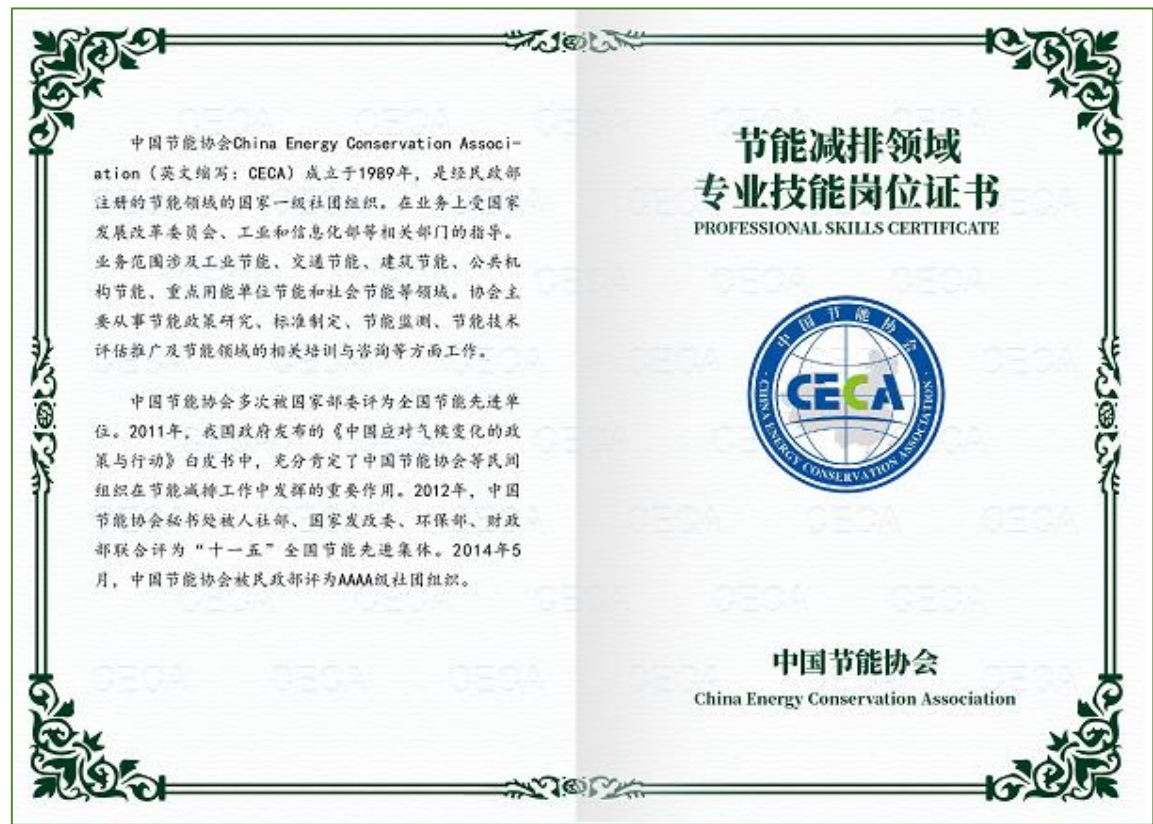 中国节能协会China Energy Conservation Associ-
ation（英文缩写：CECA）成立于1989年，是经民政部
注册的节能领域的国家一级社团组织。在业务上受国家
发展改革委员会、工业和信息化部等相关部门的指导。
业务范围涉及工业节能、交通节能、建筑节能、公共机
构节能、重点用能单位节能和社会节能等领域。协会主
要从事节能政策研究、标准制定、节能监测、节能技术
评估推广及节能领域的相关培训与咨询等方面工作。
中国节能协会多次被国家部委评为全国节能先进单
位。2011年，我国政府发布的《中国应对气候变化的政
策与行动》白皮书中，充分肯定了中国节能协会等民间
组织在节能减排工作中发挥的重要作用。2012年，中国
节能协会秘书处被人社部、国家发改委、环保部、财政
部联合评为“十一五”全国节能先进集体。2014年5
月，中国节能协会被民政部评为AAAA级社团组织。
节能减排领域
专业技能岗位证书
PROFESSIONAL SKILLS CERTIFICATE
中国节能协会
CECA
CHINA ENERGY CONSERVATION ASSOCIATION
中国节能协会
China Energy Conservation Association